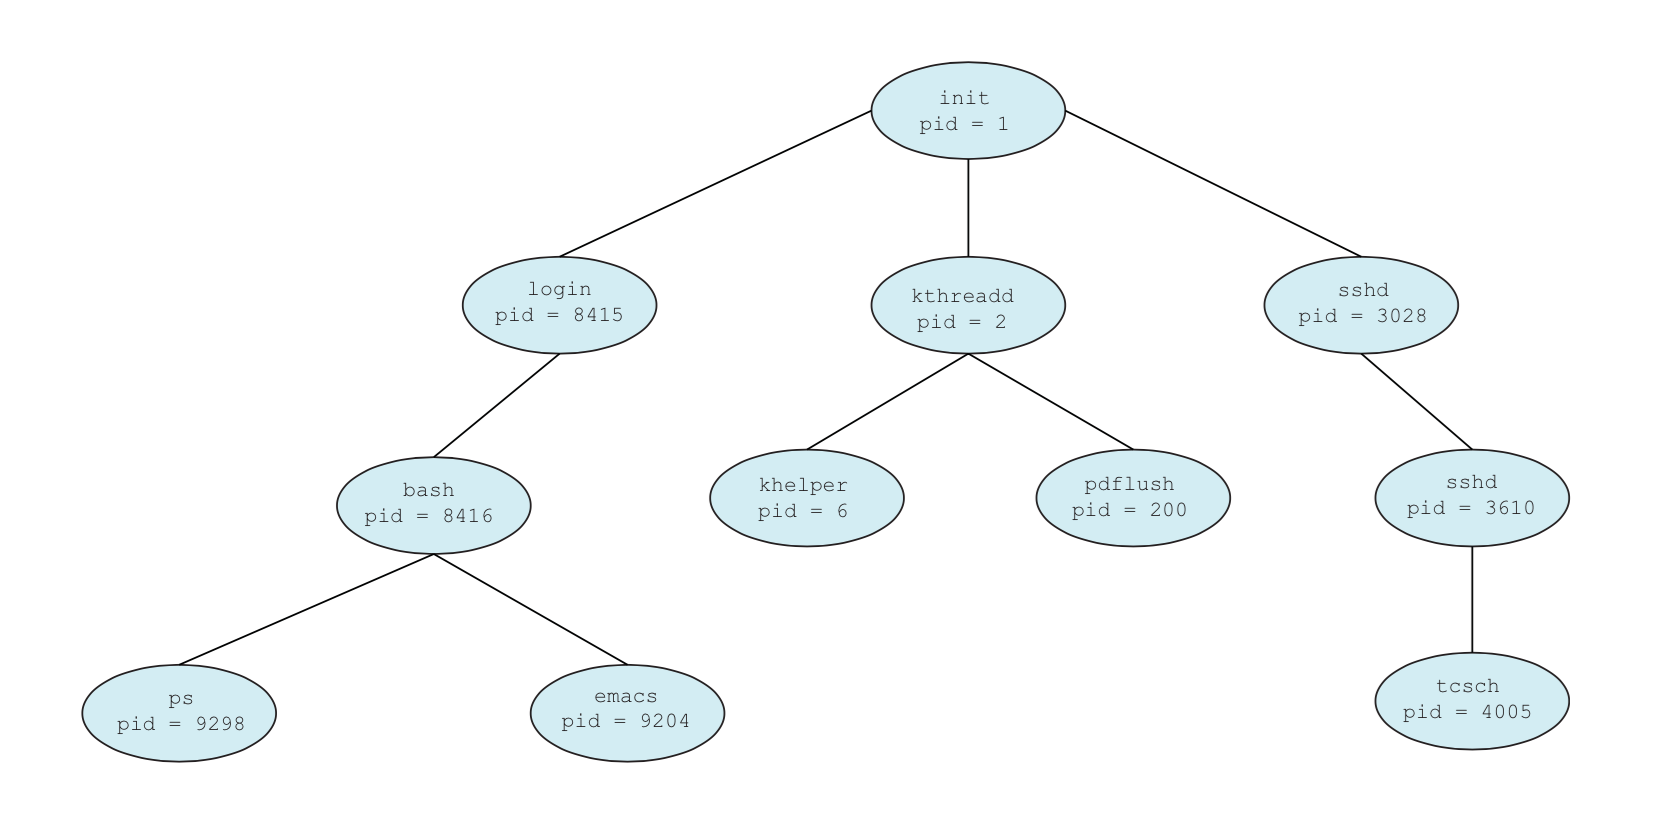 init
pid = 1
login
pid = 8415
kthreadd
pid = 2
sshd
pid = 3028
bash
pid = 8416
khelper
pid = 6
pdflush
pid = 200
sshd
pid = 3610
ps
pid = 9298
emacs
pid = 9204
tcsch
pid = 4005